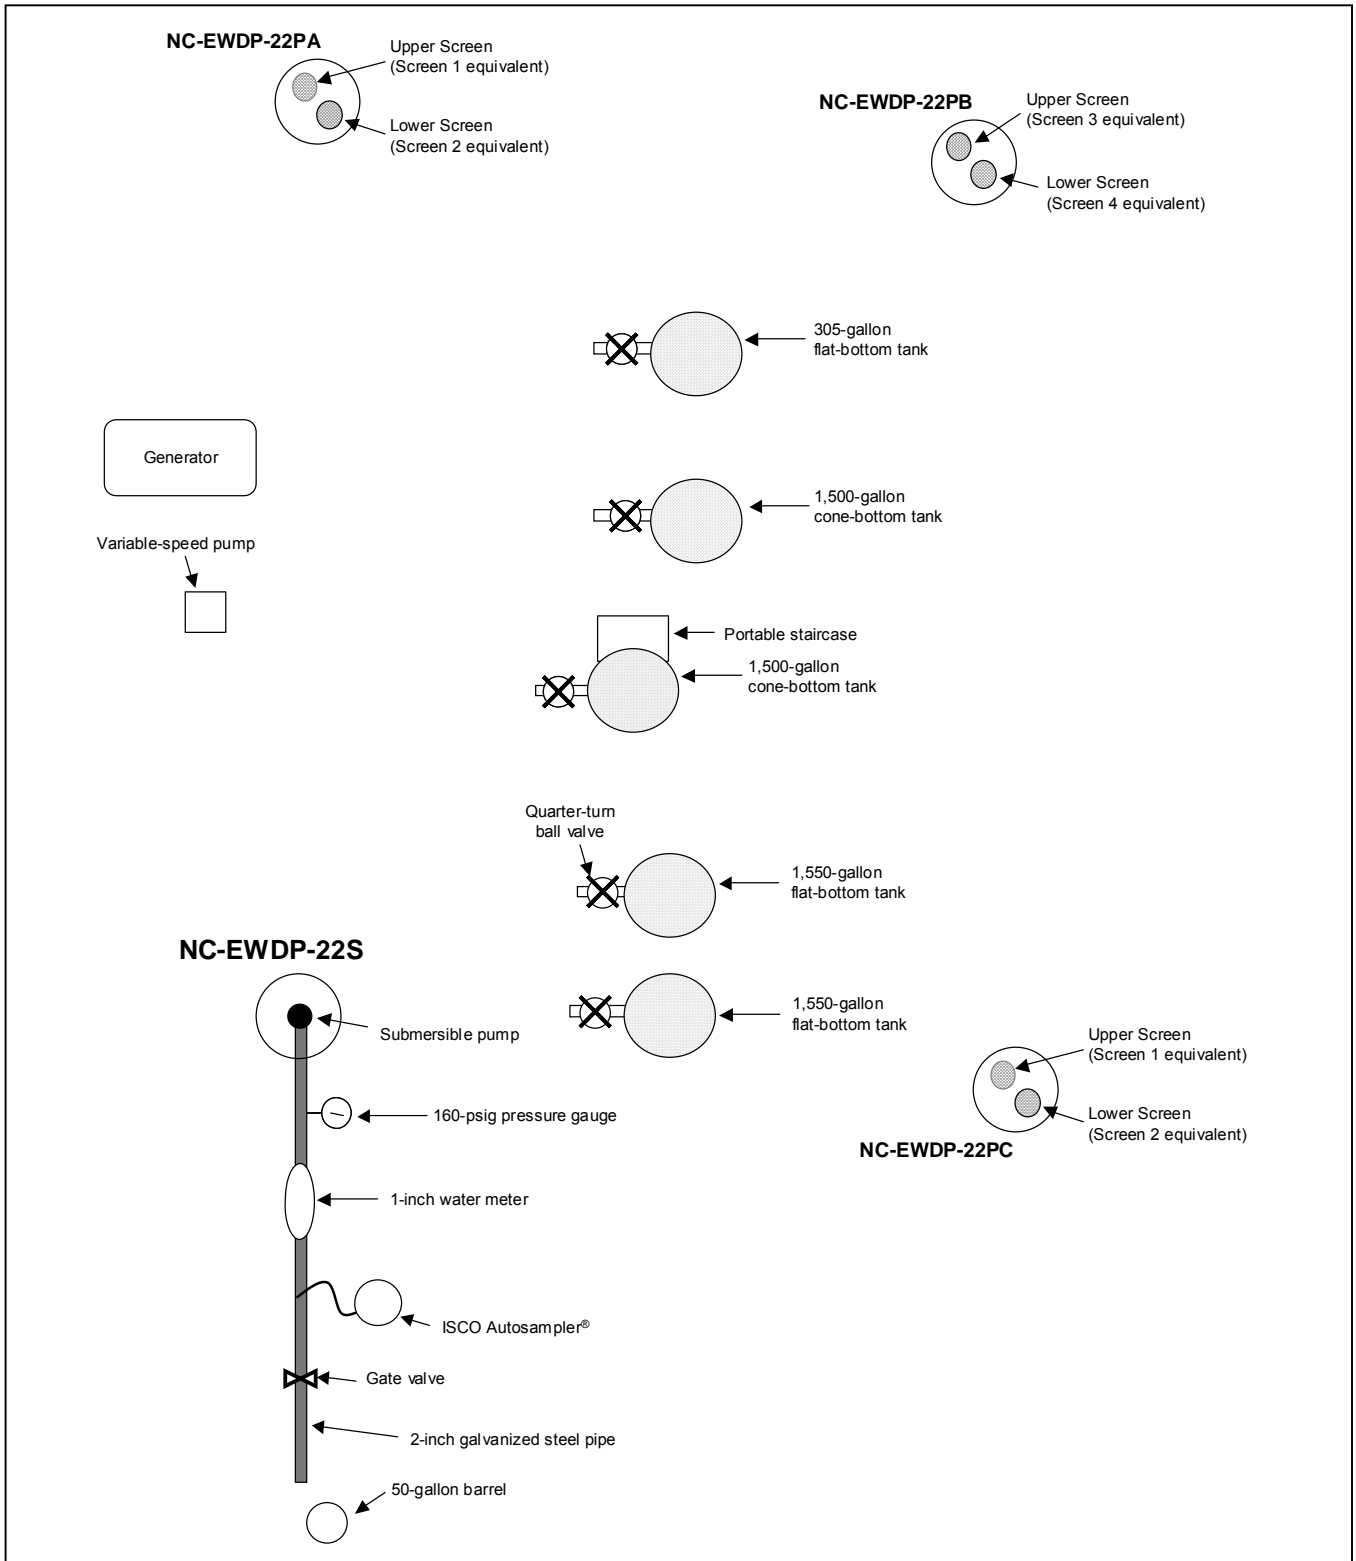 NC-EWDP-22PA
Upper Screen
(Screen 1 equivalent)
Lower Screen
(Screen 2 equivalent)
NC-EWDP-22PB
Upper Screen
(Screen 3 equivalent)
Lower Screen
(Screen 4 equivalent)
305-gallon
flat-bottom tank
Generator
1,500-gallon
cone-bottom tank
Variable-speed pump
Portable staircase
1,500-gallon
cone-bottom tank
Quarter-turn
ball valve
1,550-gallon
flat-bottom tank
NC-EWDP-22S
Submersible pump
1,550-gallon
flat-bottom tank
Upper Screen
(Screen 1 equivalent)
Lower Screen
(Screen 2 equivalent)
NC-EWDP-22PC
160-psig pressure gauge
1-inch water meter
ISCO Autosampler®
Gate valve
2-inch galvanized steel pipe
50-gallon barrel